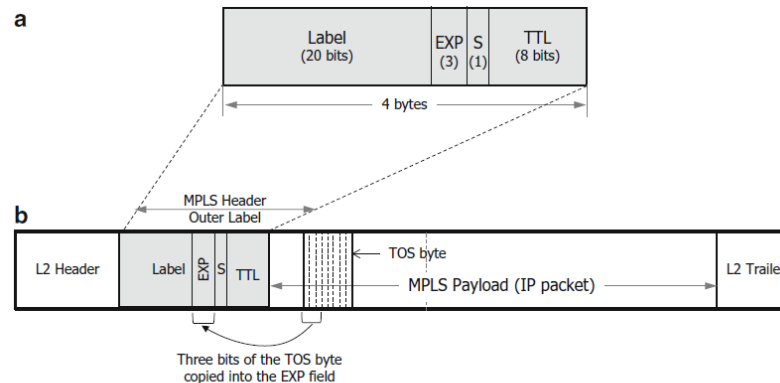 a
Label
(20 bits)
EXP
(3)
S
(1)
TTL
(8 bits)
4 bytes
MPLS Header
Outer Label
b
L2 Header
Label
EXP
S
TTL
TOS byte
MPLS Payload (IP packet)
L2 Traile
Three bits of the TOS byte
copied into the EXP field